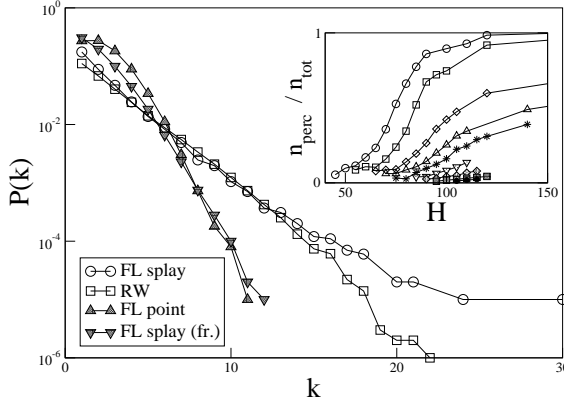 10^0
10^-2
10^-4
10^-6
P(k)
0
10
20
30
k
FL splay
RW
FL point
FL splay (fr.)
1
0
n_perc / n_tot
50
100
150
H